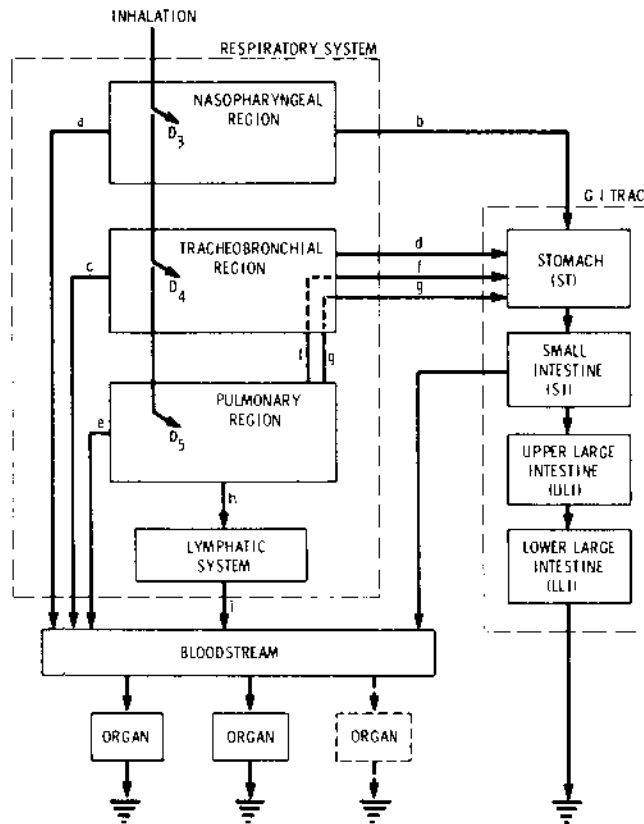 INHALATION
RESPIRATORY SYSTEM
NASOPHARYNGEAL
REGION
a
D3
b
G I TRAC
TRACHEOBRONCHIAL
REGION
c
D4
d
f
g
STOMACH
(ST)
f
g
SMALL
INTESTINE
(SI)
PULMONARY
REGION
e
D5
UPPER LARGE
INTESTINE
(ULI)
h
LYMPHATIC
SYSTEM
LOWER LARGE
INTESTINE
(LLI)
i
BLOODSTREAM
ORGAN
ORGAN
ORGAN